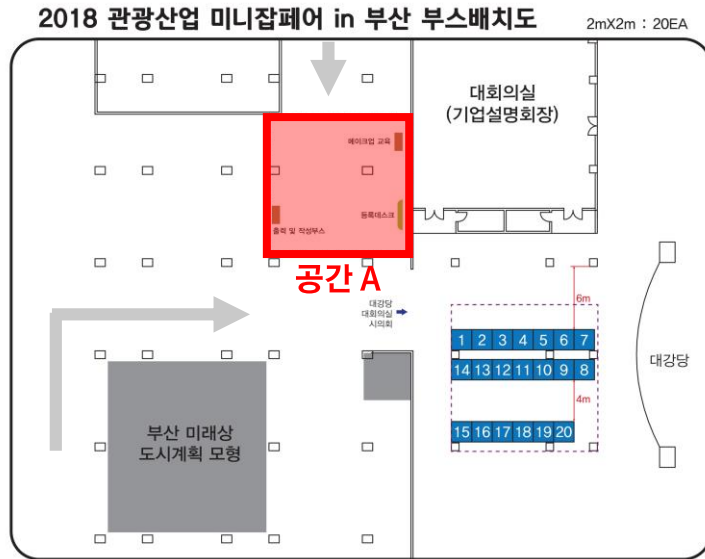 2018 관광산업 미니잡페어 in 부산 부스배치도
2mX2m : 20EA
대회의실
(기업설명회장)
메이크업 교육
등록데스크
출력 및 작성부스
공간 A
대강당
대회의실
시의회
6m
1 2 3 4 5 6 7
14 13 12 11 10 9 8
대강당
4m
15 16 17 18 19 20
부산 미래상
도시계획 모형